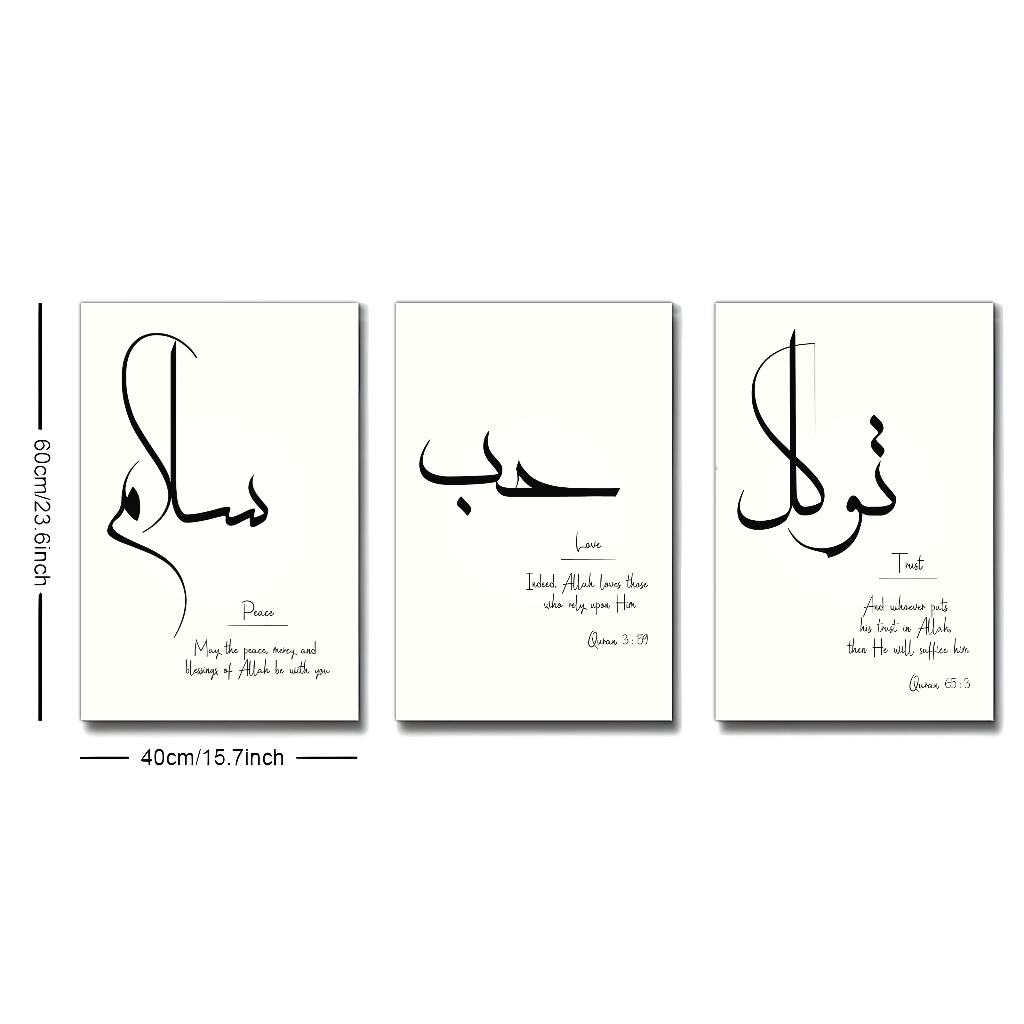 سلام
Peace
May the peace, mercy, and
blessings of Allah be with you
حب
Love
Indeed, Allah loves those
who rely upon Him
Quran 3:159
توكل
Trust
And whoever puts
his trust in Allah,
then He will suffice him
Quran 65:3
60cm/23.6inch
40cm/15.7inch